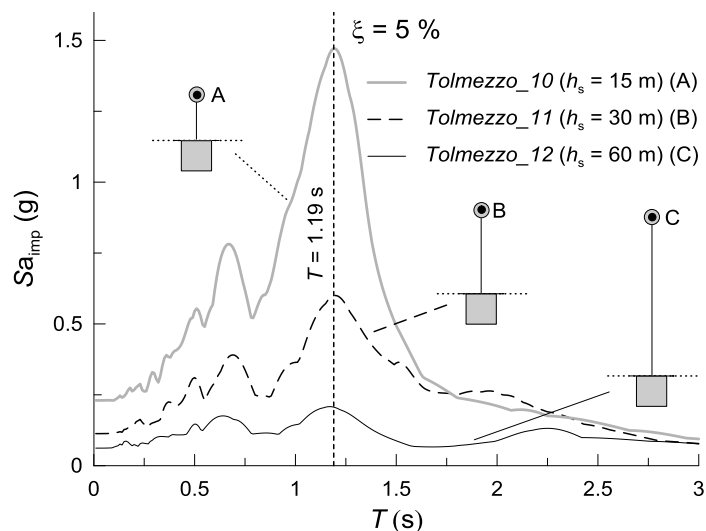 ξ = 5 %
Tolmezzo_10 (hs = 15 m) (A)
Tolmezzo_11 (hs = 30 m) (B)
Tolmezzo_12 (hs = 60 m) (C)
A
B
C
T = 1.19 s
Saimp (g)
1.5
1
0.5
0
0 0.5 1 1.5 2 2.5 3
T (s)